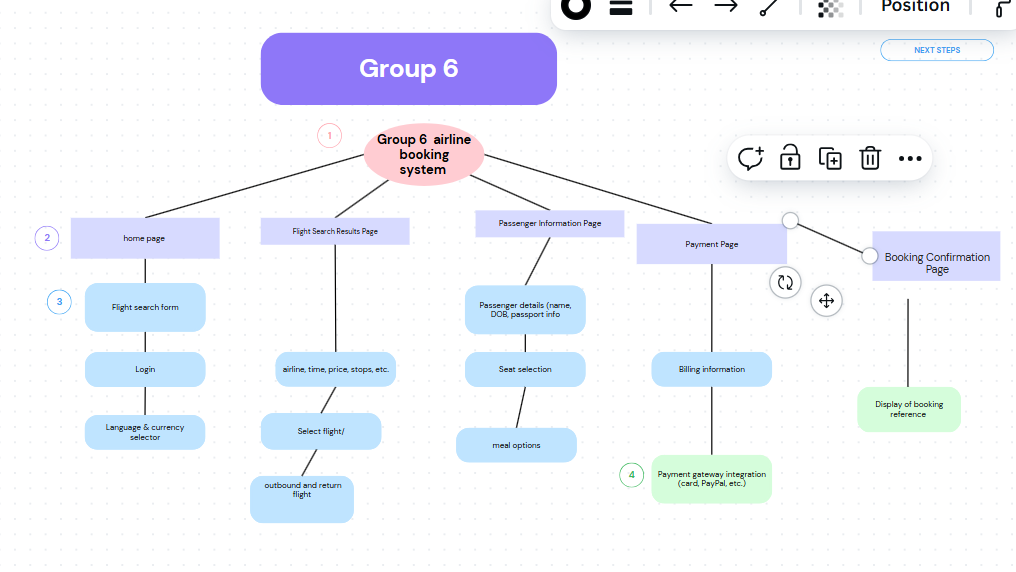 Position
NEXT STEPS
Group 6
1
Group 6 airline
booking
system
2
home page
Flight Search Results Page
Passenger Information Page
Payment Page
Booking Confirmation
Page
3
Flight search form
Passenger details (name,
DOB, passport info
Login
airline, time, price, stops, etc.
Seat selection
Billing information
Language & currency
selector
Select flight/
meal options
Display of booking
reference
4
outbound and return
flight
Payment gateway integration
(card, PayPal, etc.)